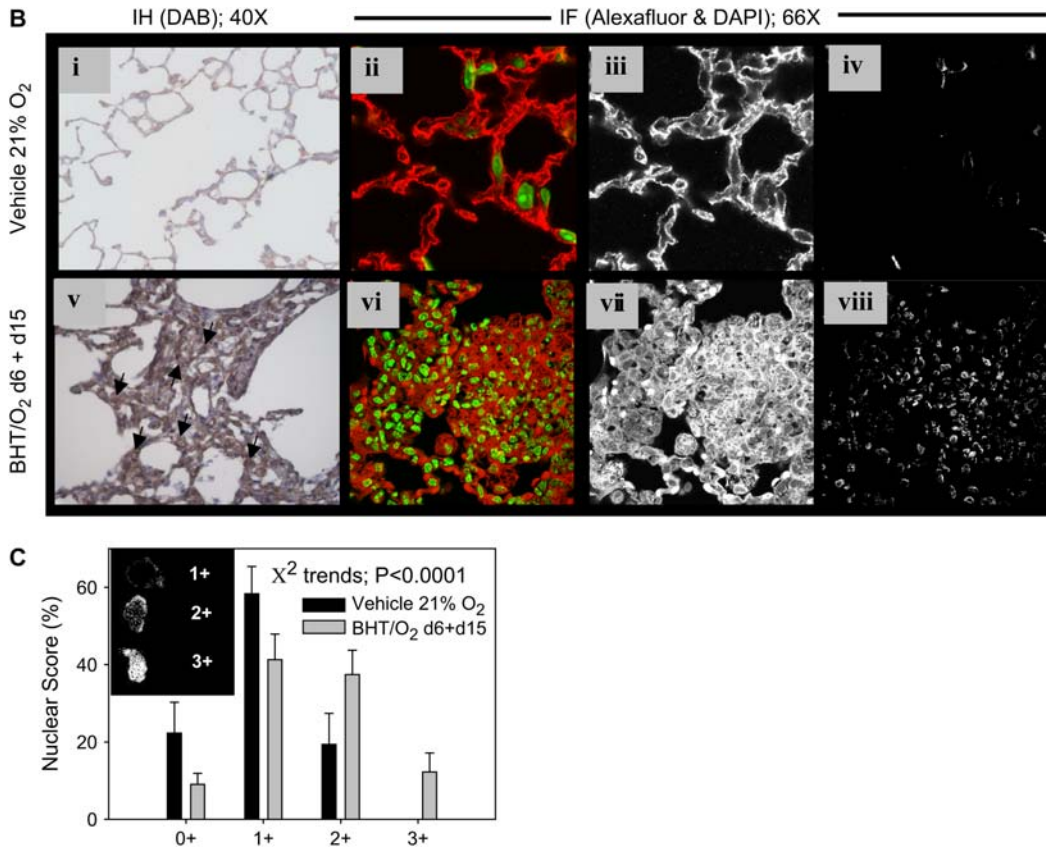 B
IH (DAB); 40X
IF (Alexafluor & DAPI); 66X
Vehicle 21% O₂
i
ii
iii
iv
BHT/O₂ d6 + d15
v
vi
vii
viii
C
Nuclear Score (%)
60
40
20
0
1+
2+
3+
X² trends; P<0.0001
Vehicle 21% O₂
BHT/O₂ d6+d15
0+
1+
2+
3+